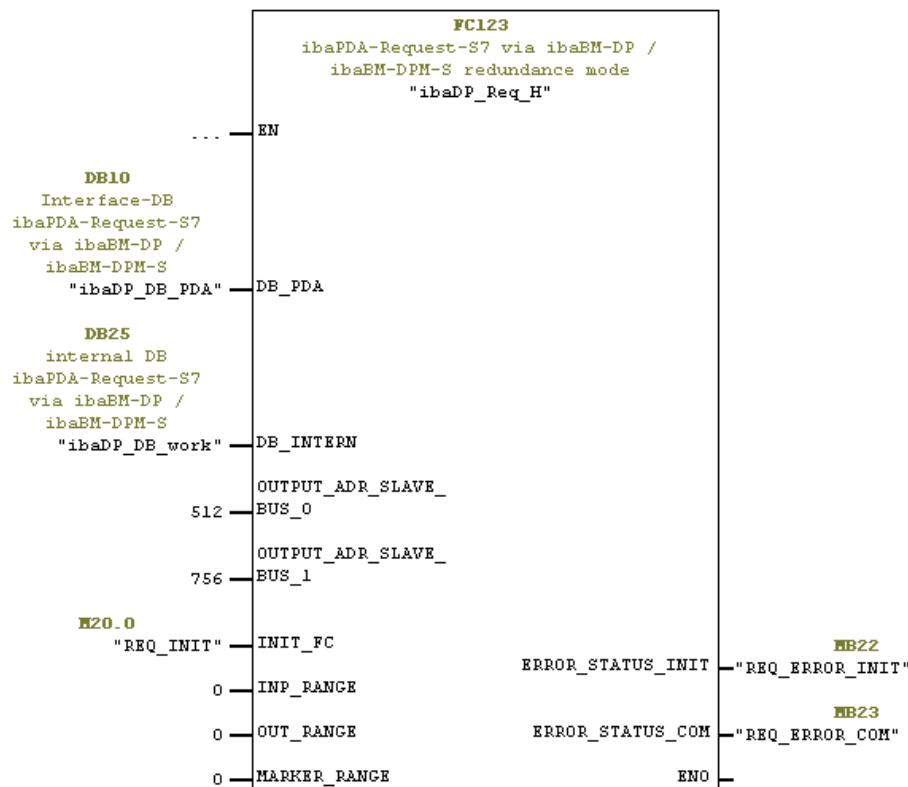 FC123
ibaPDA-Request-S7 via ibaBM-DP /
ibaBM-DPM-S redundance mode
"ibaDP_Req_H"
... EN
DB10
Interface-DB
ibaPDA-Request-S7
via ibaBM-DP /
ibaBM-DPM-S
"ibaDP_DB_PDA" DB_PDA
DB25
internal DB
ibaPDA-Request-S7
via ibaBM-DP /
ibaBM-DPM-S
"ibaDP_DB_work" DB_INTERN
OUTPUT_ADR_SLAVE_
512 BUS_0
OUTPUT_ADR_SLAVE_
756 BUS_1
M20.0
"REQ_INIT" INIT_FC
MB22
ERROR_STATUS_INIT "REQ_ERROR_INIT"
0 INP_RANGE
MB23
0 OUT_RANGE ERROR_STATUS_COM "REQ_ERROR_COM"
0 MARKER_RANGE ENO